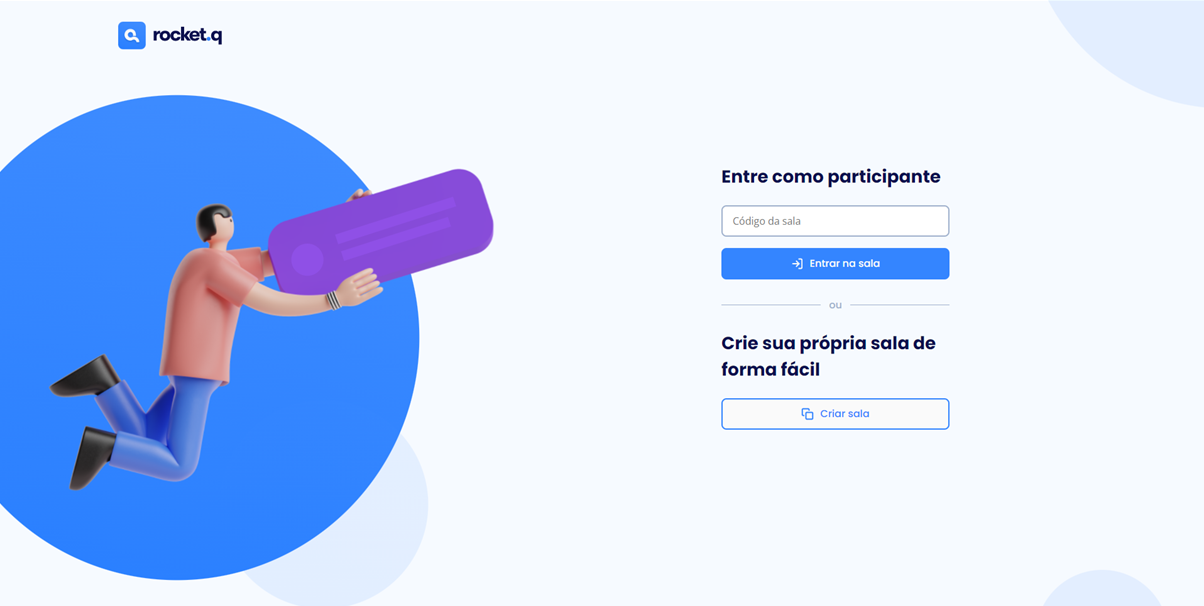 rocket.q
Entre como participante
Código da sala
Entrar na sala
ou
Crie sua própria sala de
forma fácil
Criar sala